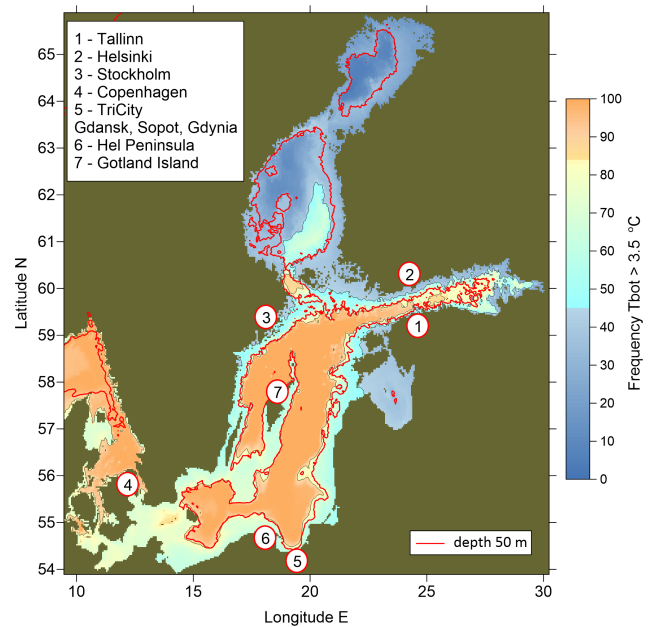 1 - Tallinn
2 - Helsinki
3 - Stockholm
4 - Copenhagen
5 - TriCity
Gdansk, Sopot, Gdynia
6 - Hel Peninsula
7 - Gotland Island
65
64
63
62
61
60
59
58
57
56
55
54
Latitude N
2
3
1
7
4
6
5
depth 50 m
10
15
20
25
30
Longitude E
100
90
80
70
60
50
40
30
20
10
0
Frequency Tbot > 3.5 °C